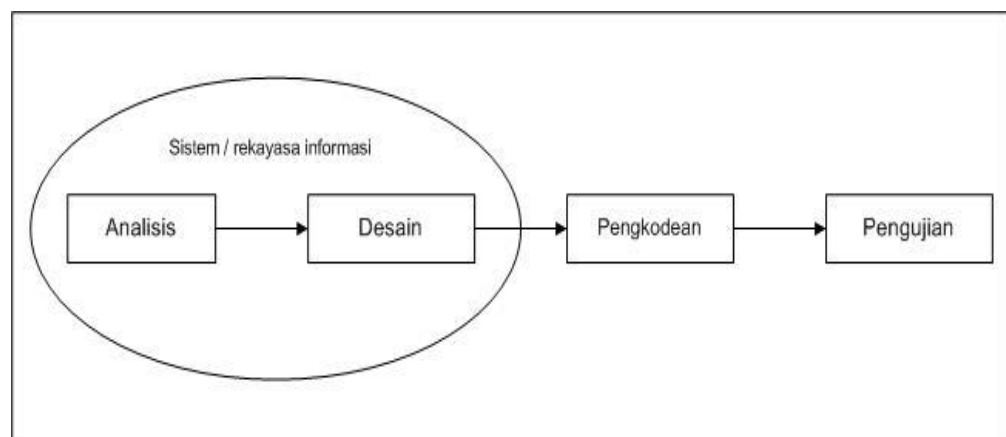 Sistem / rekayasa informasi
Analisis
Desain
Pengkodean
Pengujian